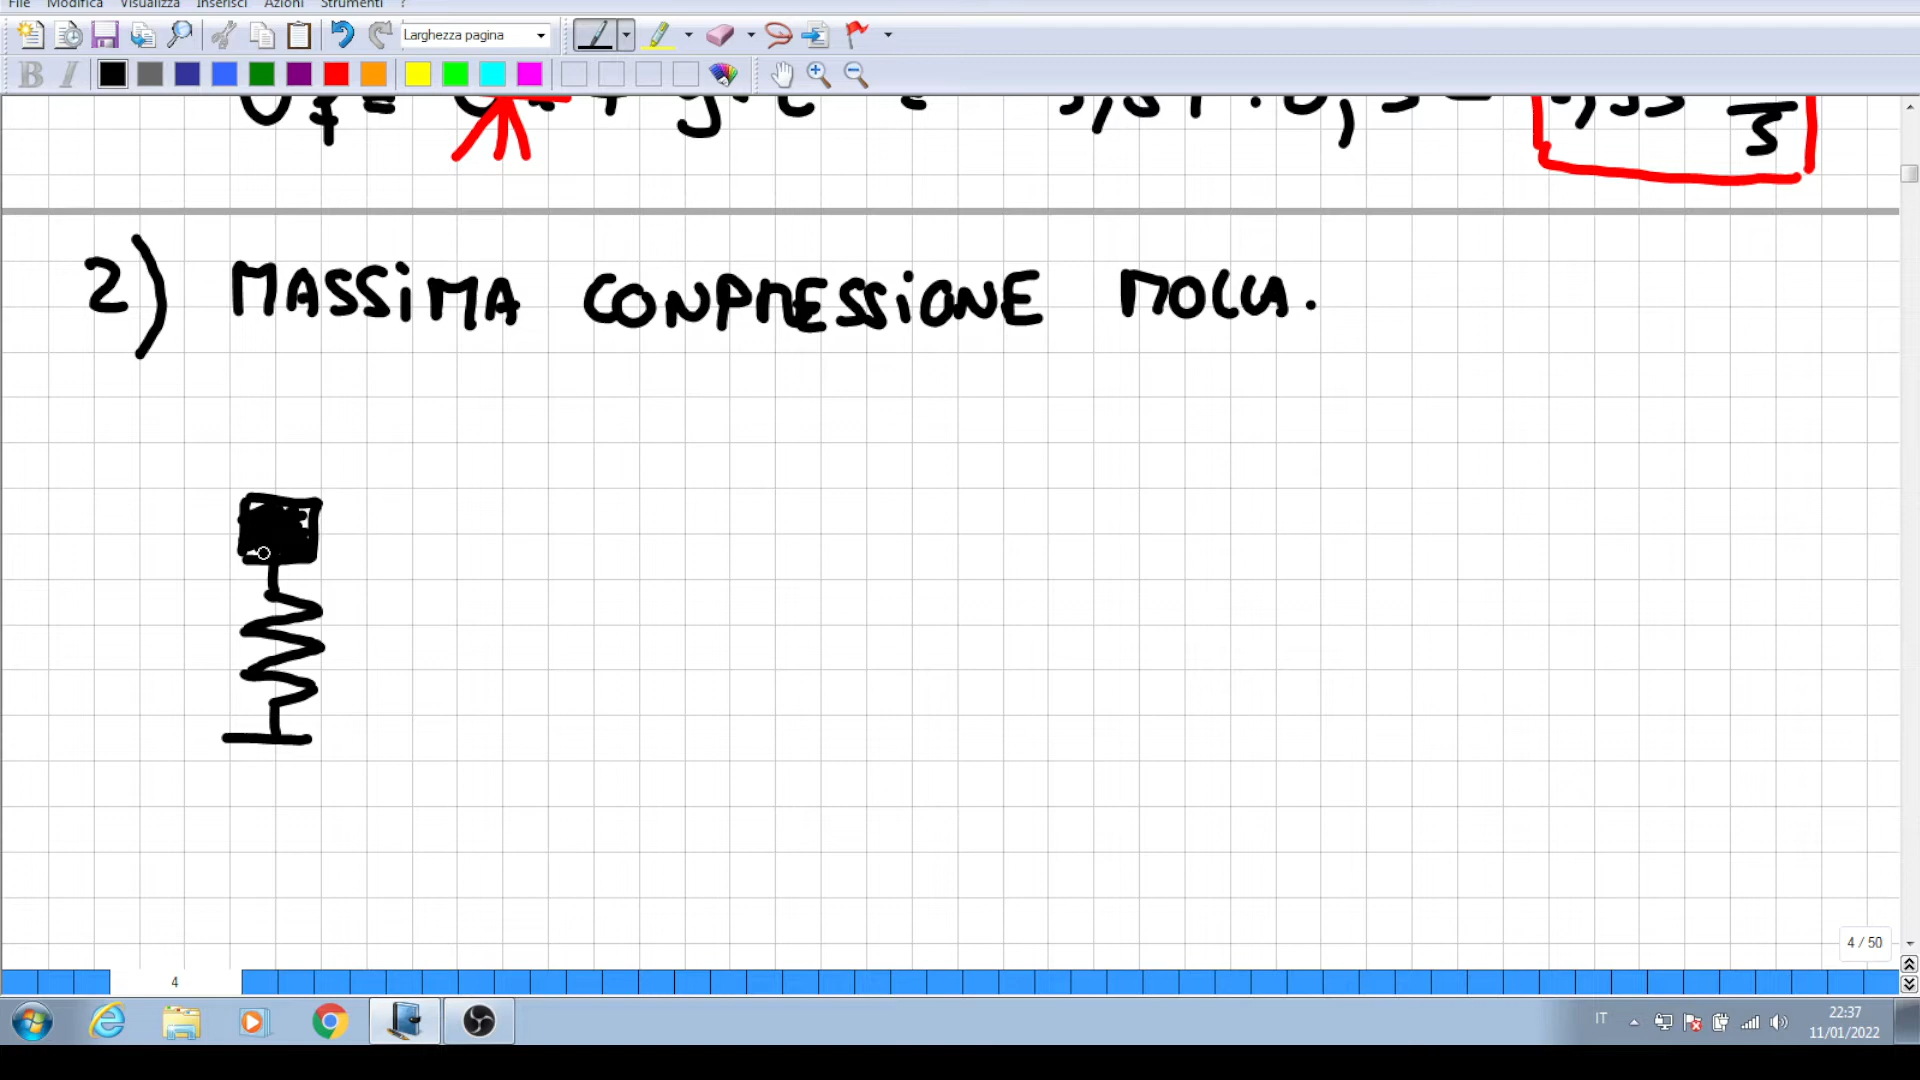 File Modifica Visualizza Inserisci Azioni Strumenti ?
Larghezza pagina
B I
2) MASSIMA CONPRESSIONE MOLLA.
4 / 50
4
IT
22:37
11/01/2022